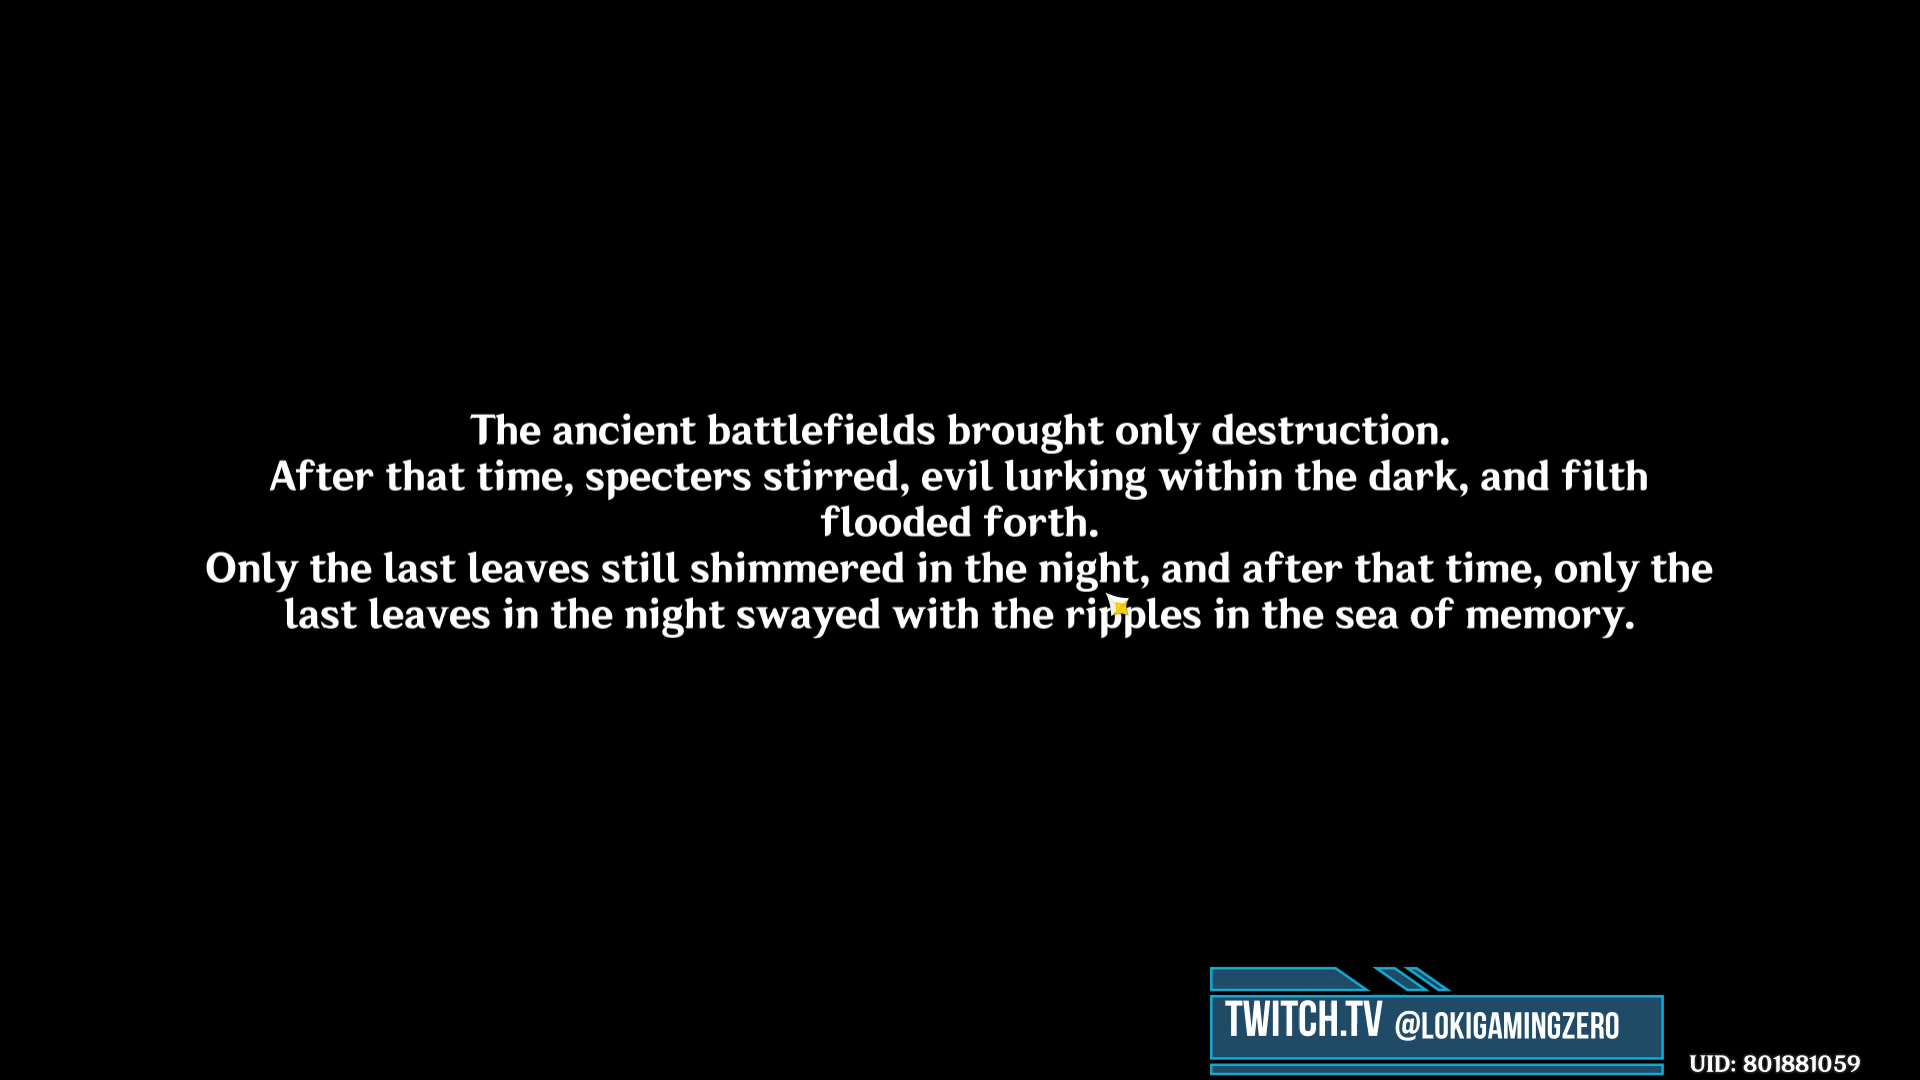 The ancient battlefields brought only destruction.
After that time, specters stirred, evil lurking within the dark, and filth
flooded forth.
Only the last leaves still shimmered in the night, and after that time, only the
last leaves in the night swayed with the ripples in the sea of memory.
TWITCH.TV @LOKIGAMINGZERO
UID: 801881059